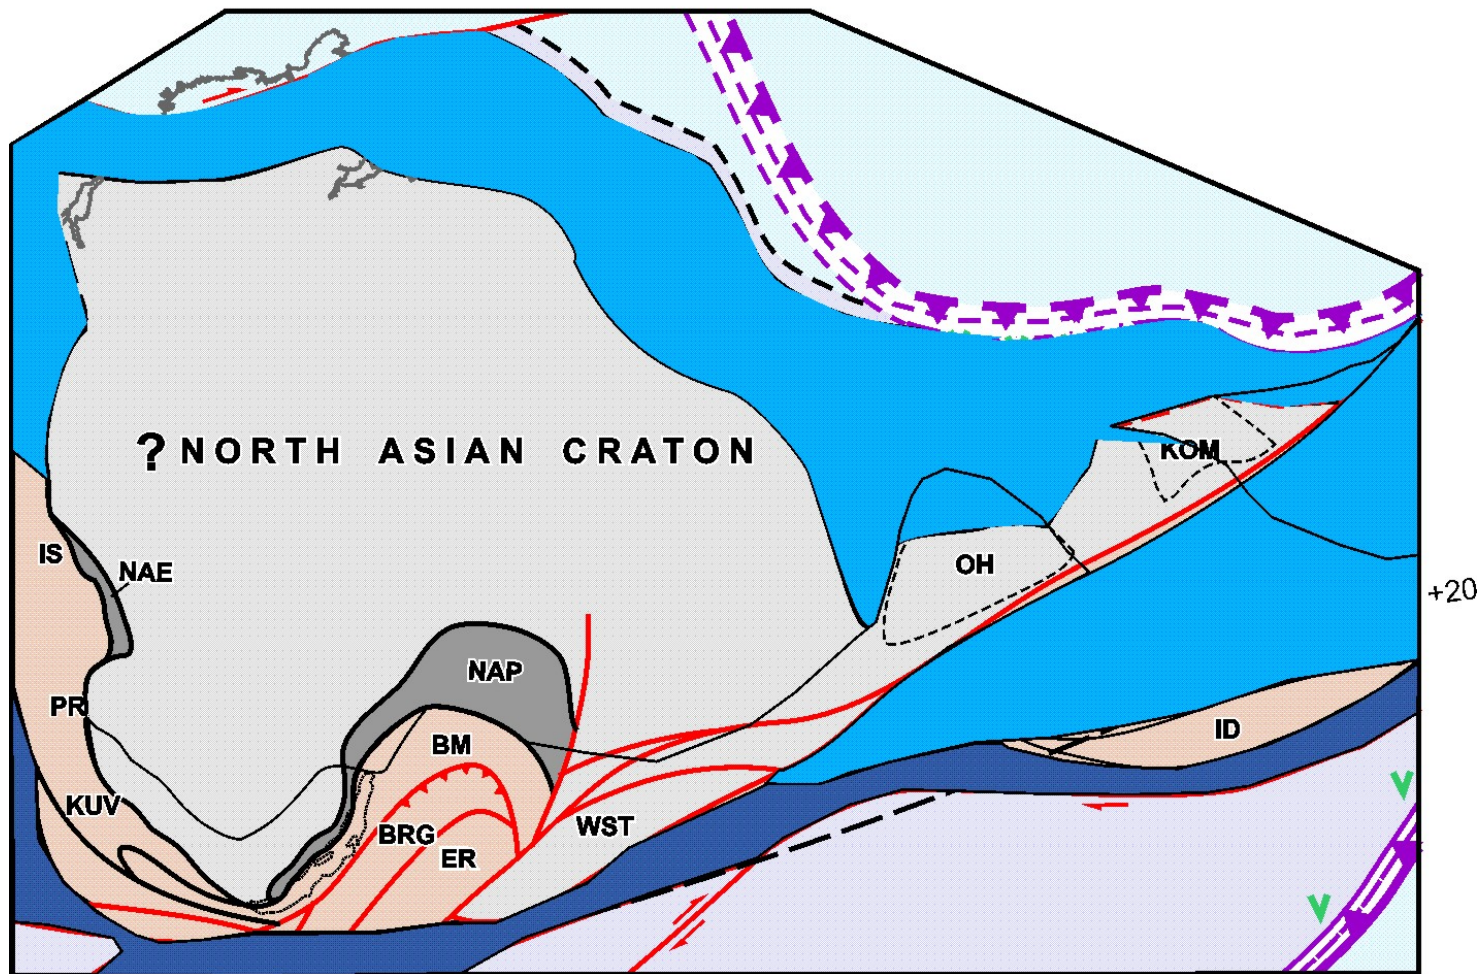 ? NORTH ASIAN CRATON
KOM
IS
NAE
OH
+20
NAP
PR
BM
ID
KUV
BRG
WST
ER